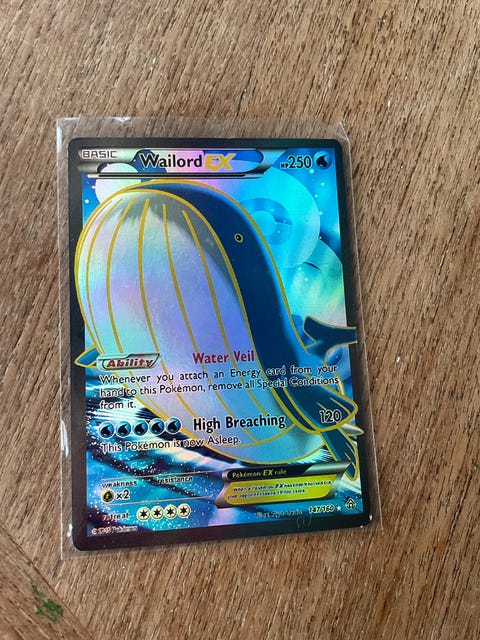 BASIC
Wailord EX
HP250
Ability Water Veil
Whenever you attach an Energy card from your
hand to this Pokémon, remove all Special Conditions
from it.
High Breaching 120
This Pokémon is now Asleep.
weakness resistance
×2
Pokémon-EX rule
retreat
147/160